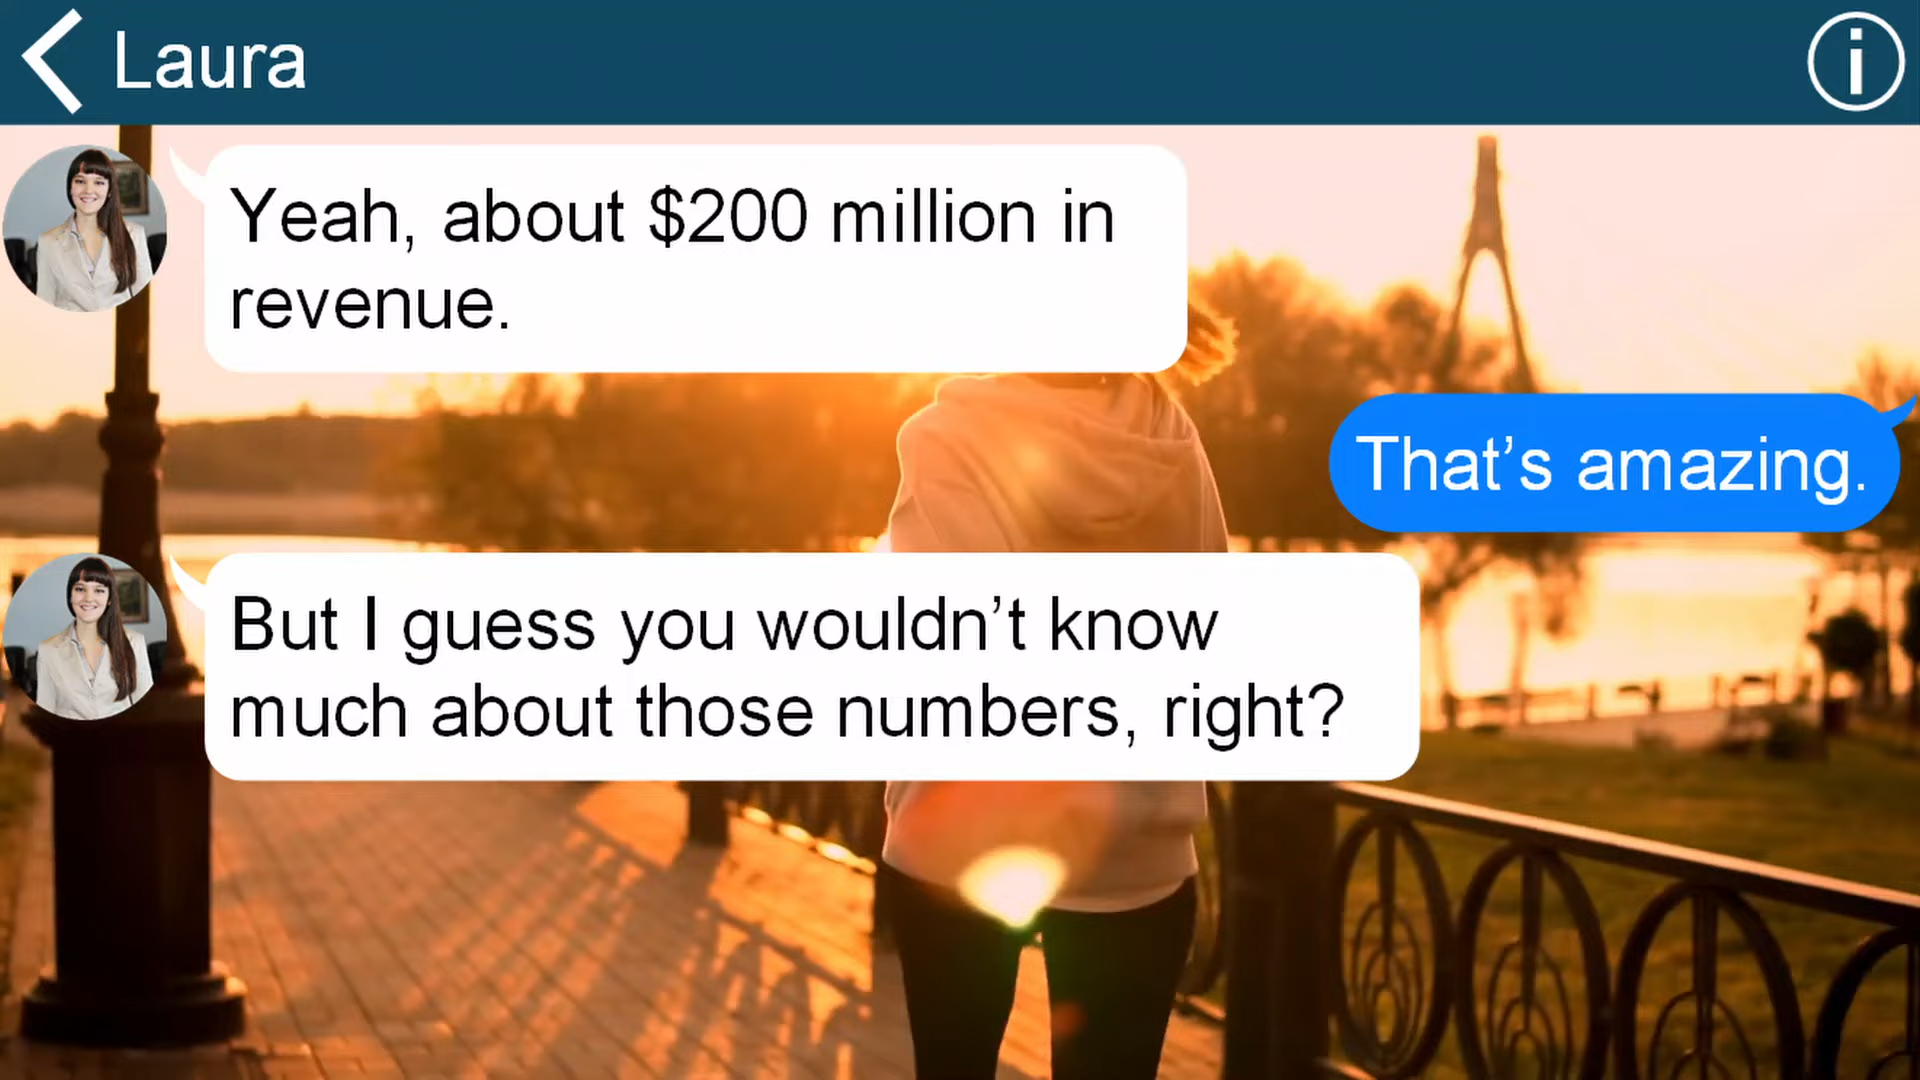 Laura
Yeah, about $200 million in
revenue.
That’s amazing.
But I guess you wouldn’t know
much about those numbers, right?